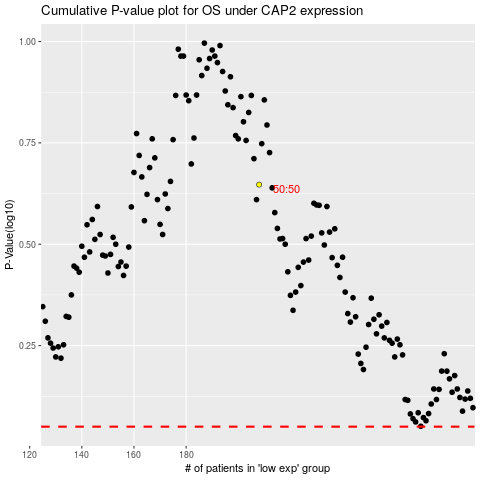 Cumulative P-value plot for OS under CAP2 expression
P-Value(log10)
1.00
0.75
0.50
0.25
50:50
120 140 160 180
# of patients in 'low exp' group